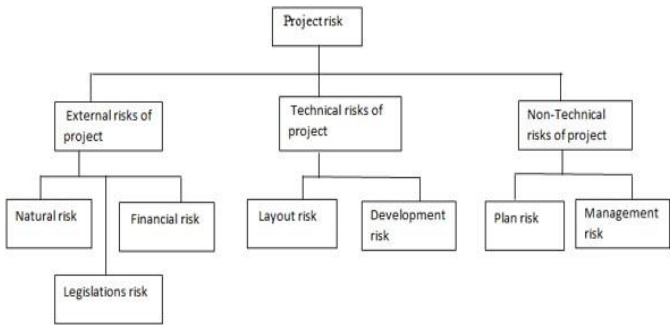 Project risk
External risks of
project
Technical risks of
project
Non-Technical
risks of project
Natural risk
Financial risk
Layout risk
Development
risk
Plan risk
Management
risk
Legislations risk